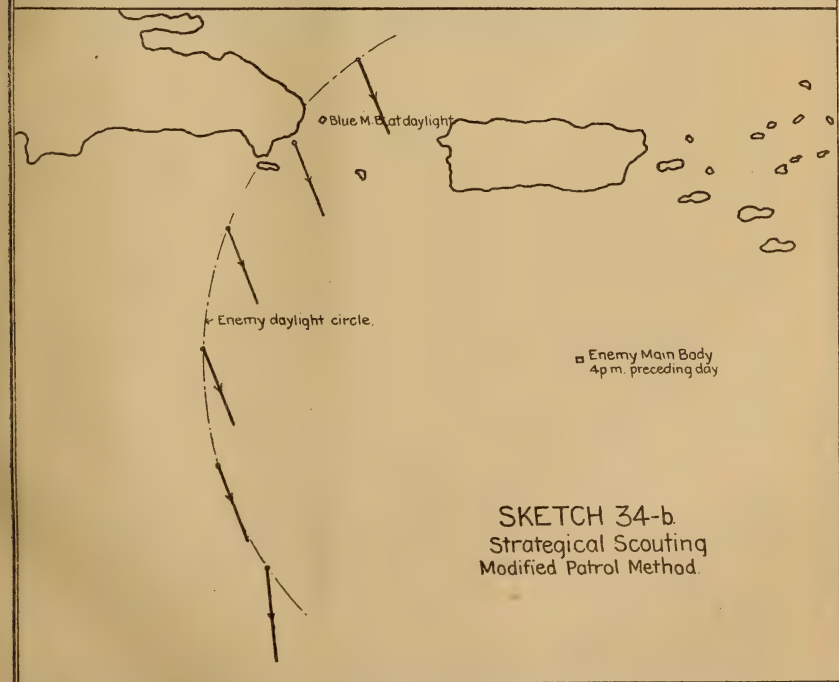 Blue M.B. at daylight
Enemy daylight circle.
Enemy Main Body
4 p m. preceding day
SKETCH 34-b.
Strategical Scouting
Modified Patrol Method.